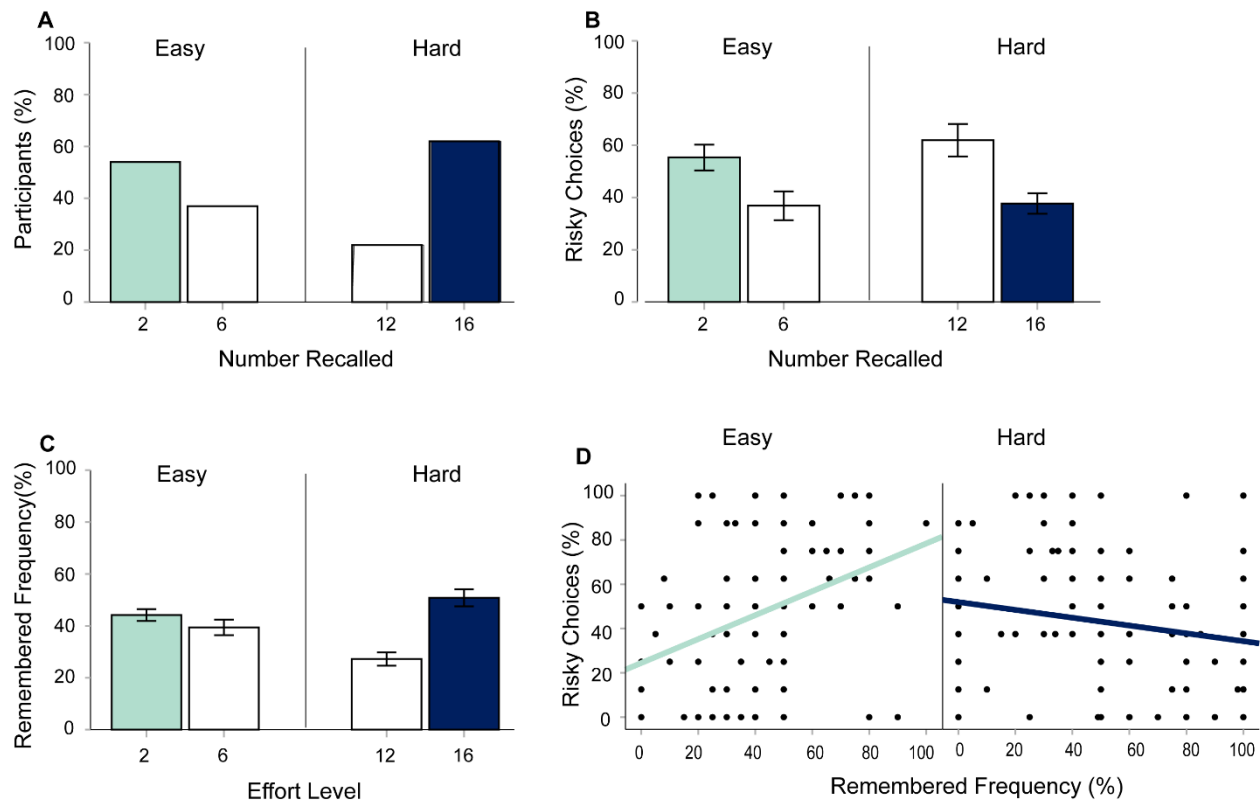 A
Easy
Hard
100
80
60
40
20
0
Participants (%)
2
6
12
16
Number Recalled
B
Easy
Hard
100
80
60
40
20
0
Risky Choices (%)
2
6
12
16
Number Recalled
C
Easy
Hard
100
80
60
40
20
0
Remembered Frequency(%)
2
6
12
16
Effort Level
D
Easy
Hard
100
80
60
40
20
0
Risky Choices (%)
0
20
40
60
80
100
0
20
40
60
80
100
Remembered Frequency (%)